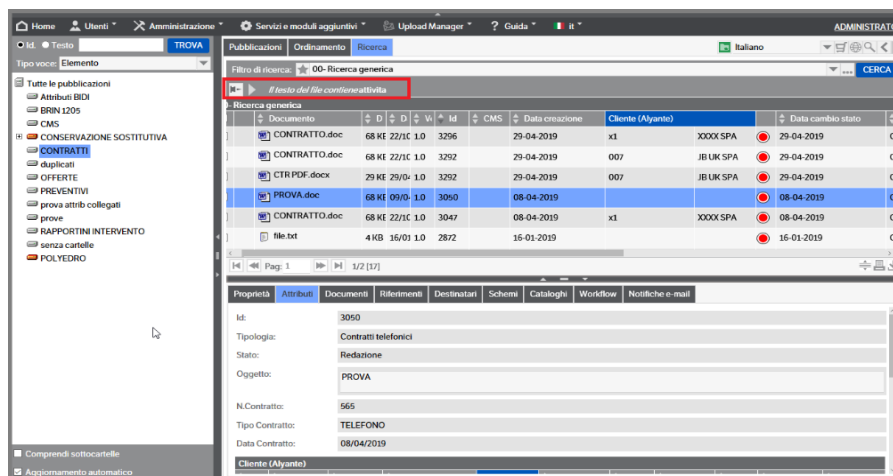 Home Utenti Amministrazione Servizi e moduli aggiuntivi Upload Manager ? Guida it ADMINISTRATO
Id. Testo TROVA
Tipo voce: Elemento
Tutte le pubblicazioni
Attributi BIDI
BRIN 1205
CMS
CONSERVAZIONE SOSTITUTIVA
CONTRATTI
duplicati
OFFERTE
PREVENTIVI
prova attrib collegati
prove
RAPPORTINI INTERVENTO
senza cartelle
POLYEDRO
Comprendi sottocartelle
Aggiornamento automatico
Pubblicazioni Ordinamento Ricerca Italiano
Filtro di ricerca: 00- Ricerca generica ... CERCA
Il testo del file contieneattivita
- Ricerca generica
Documento D D Id CMS Data creazione Cliente (Alyante) Data cambio stato
CONTRATTO.doc 68 KE 22/1C 1.0 3296 29-04-2019 x1 XXXX SPA 29-04-2019
CONTRATTO.doc 68 KE 22/1C 1.0 3292 29-04-2019 007 JB UK SPA 29-04-2019
CTR PDF.docx 29 KE 29/0 1.0 3292 29-04-2019 007 JB UK SPA 29-04-2019
PROVA.doc 68 KE 09/0 1.0 3050 08-04-2019 08-04-2019
CONTRATTO.doc 68 KE 22/1C 1.0 3047 08-04-2019 x1 XXXX SPA 08-04-2019
file.txt 4 KB 16/01 1.0 2872 16-01-2019 16-01-2019
Pag: 1 1/2 [17]
Proprietà Attributi Documenti Riferimenti Destinatari Schemi Cataloghi Workflow Notifiche e-mail
Id: 3050
Tipologia: Contratti telefonici
Stato: Redazione
Oggetto: PROVA
N.Contratto: 565
Tipo Contratto: TELEFONO
Data Contratto: 08/04/2019
Cliente (Alyante)